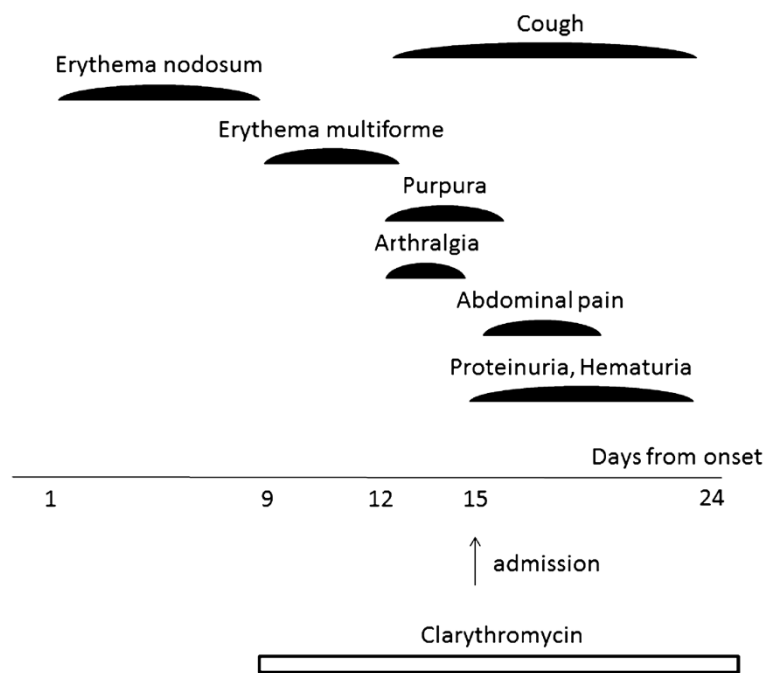 Cough
Erythema nodosum
Erythema multiforme
Purpura
Arthralgia
Abdominal pain
Proteinuria, Hematuria
Days from onset
1 9 12 15 24
admission
Clarythromycin